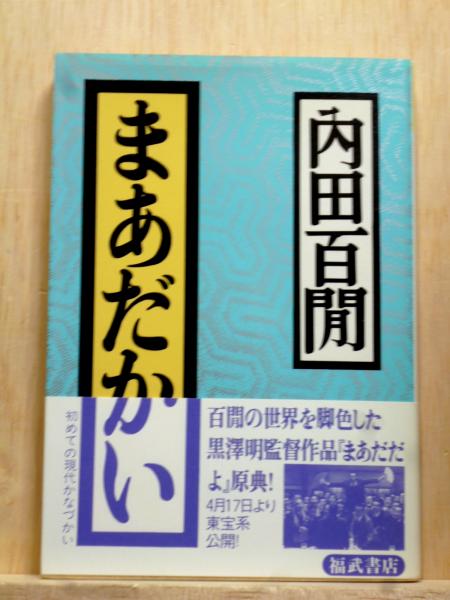 内田百閒
まあだかい
百閒の世界を脚色した
黒澤明監督作品『まあだだ
よ』原典!
4月17日より
東宝系
公開!
初めての現代かなづかい
福武書店